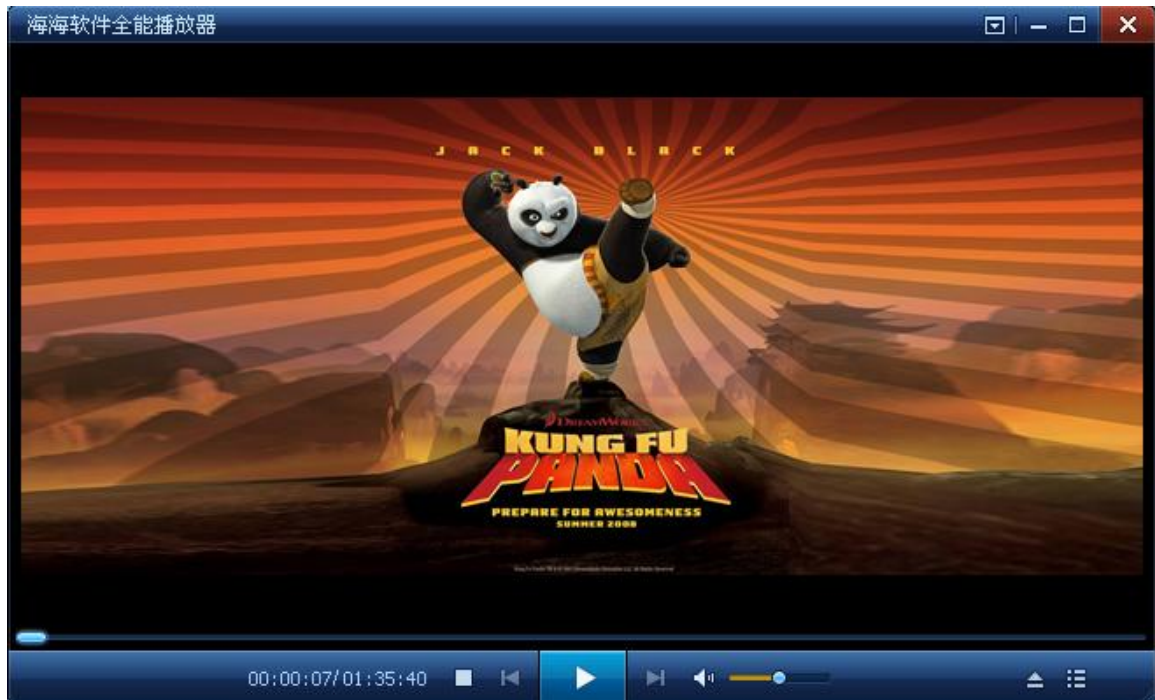 海海软件全能播放器
JACK BLACK
DREAMWORKS
KUNG FU
PANDA
PREPARE FOR AWESOMENESS
SUMMER 2008
00:00:07/01:35:40